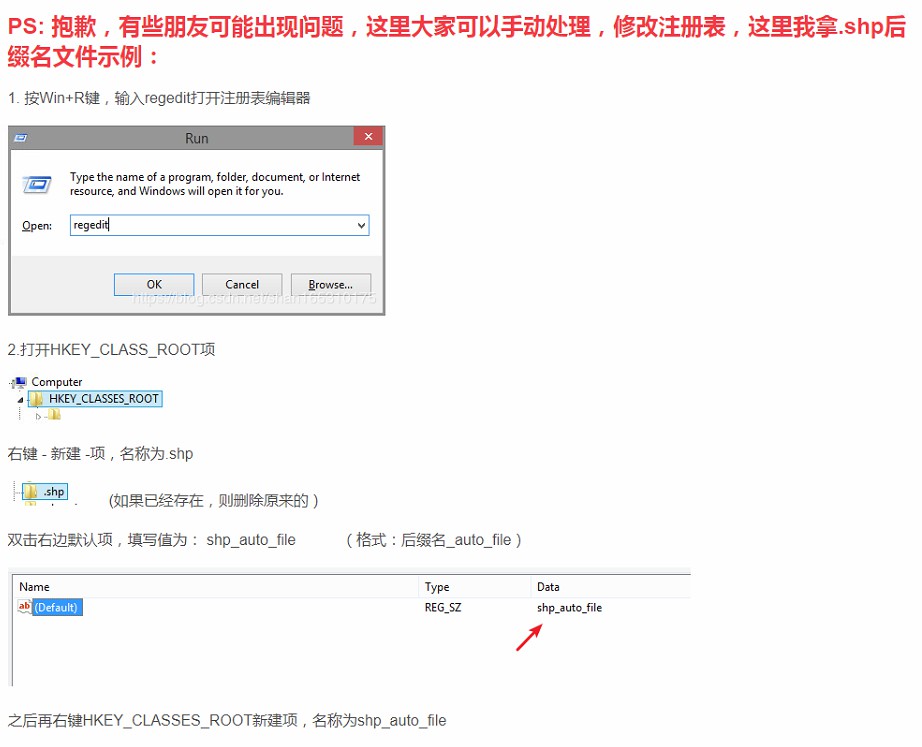 PS: 抱歉，有些朋友可能出现问题，这里大家可以手动处理，修改注册表，这里我拿.shp后
缀名文件示例：
1. 按Win+R键，输入regedit打开注册表编辑器
Run
Type the name of a program, folder, document, or Internet
resource, and Windows will open it for you.
Open: regedit
OK Cancel Browse...
2.打开HKEY_CLASS_ROOT项
Computer
HKEY_CLASSES_ROOT
右键 - 新建 -项，名称为.shp
.shp (如果已经存在，则删除原来的）
双击右边默认项，填写值为： shp_auto_file （ 格式：后缀名_auto_file ）
Name Type Data
ab (Default) REG_SZ shp_auto_file
之后再右键HKEY_CLASSES_ROOT新建项，名称为shp_auto_file